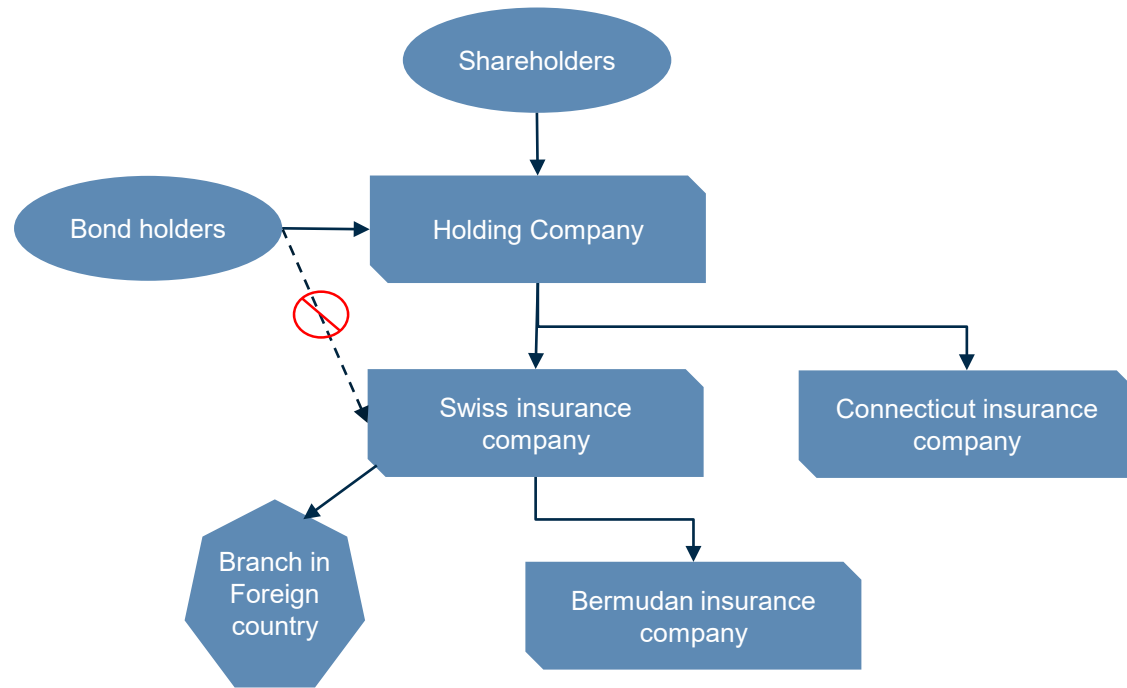 Shareholders
Bond holders
Holding Company
Swiss insurance
company
Connecticut insurance
company
Branch in
Foreign
country
Bermudan insurance
company